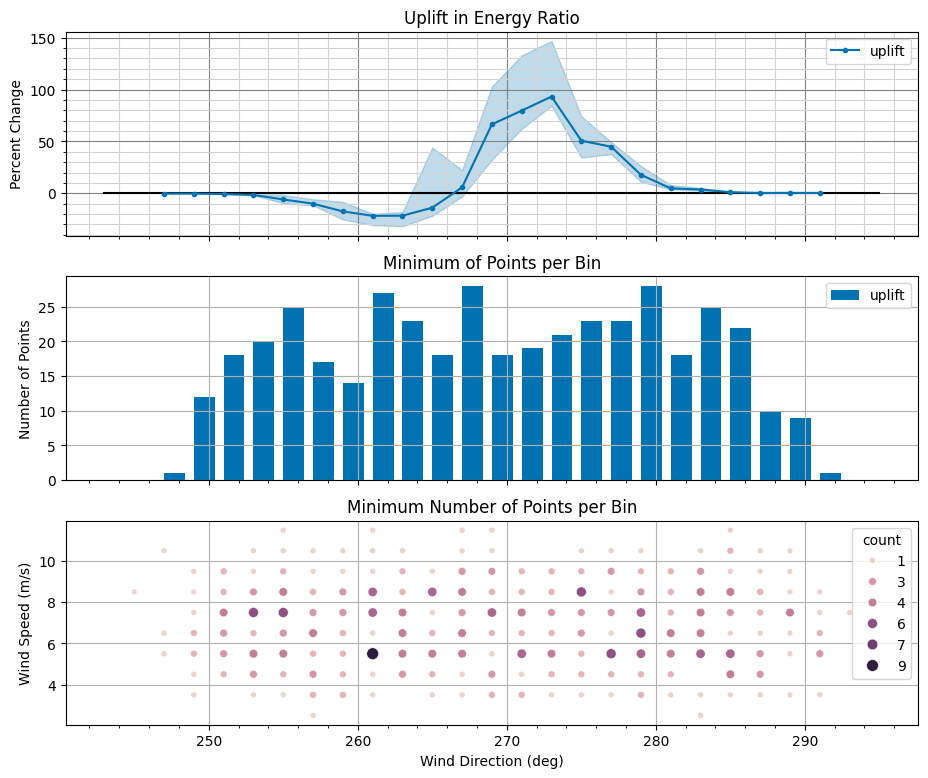 Uplift in Energy Ratio
150
100
50
0
Percent Change
uplift
Minimum of Points per Bin
25
20
15
10
5
0
Number of Points
uplift
Minimum Number of Points per Bin
10
8
6
4
Wind Speed (m/s)
count
1
3
4
6
7
9
250
260
270
280
290
Wind Direction (deg)